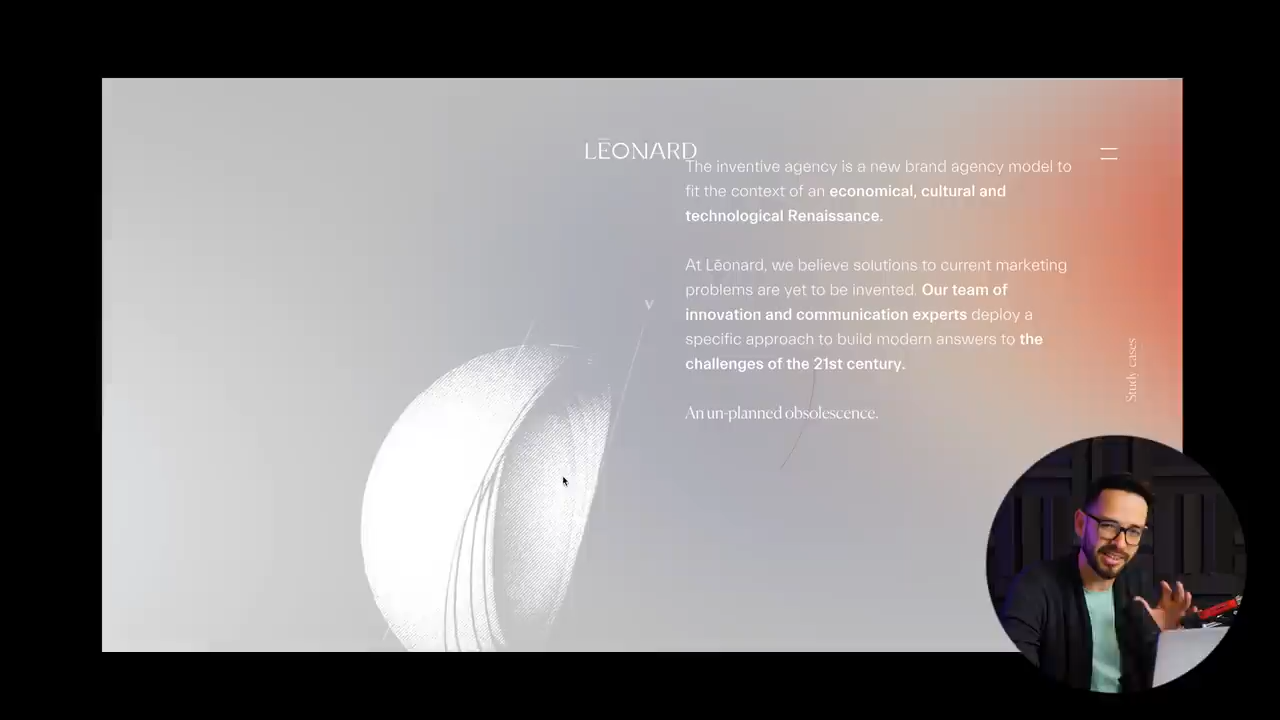 LĒONARD
The inventive agency is a new brand agency model to
fit the context of an economical, cultural and
technological Renaissance.
At Lēonard, we believe solutions to current marketing
problems are yet to be invented. Our team of
innovation and communication experts deploy a
specific approach to build modern answers to the
challenges of the 21st century.
An un-planned obsolescence.
Study cases